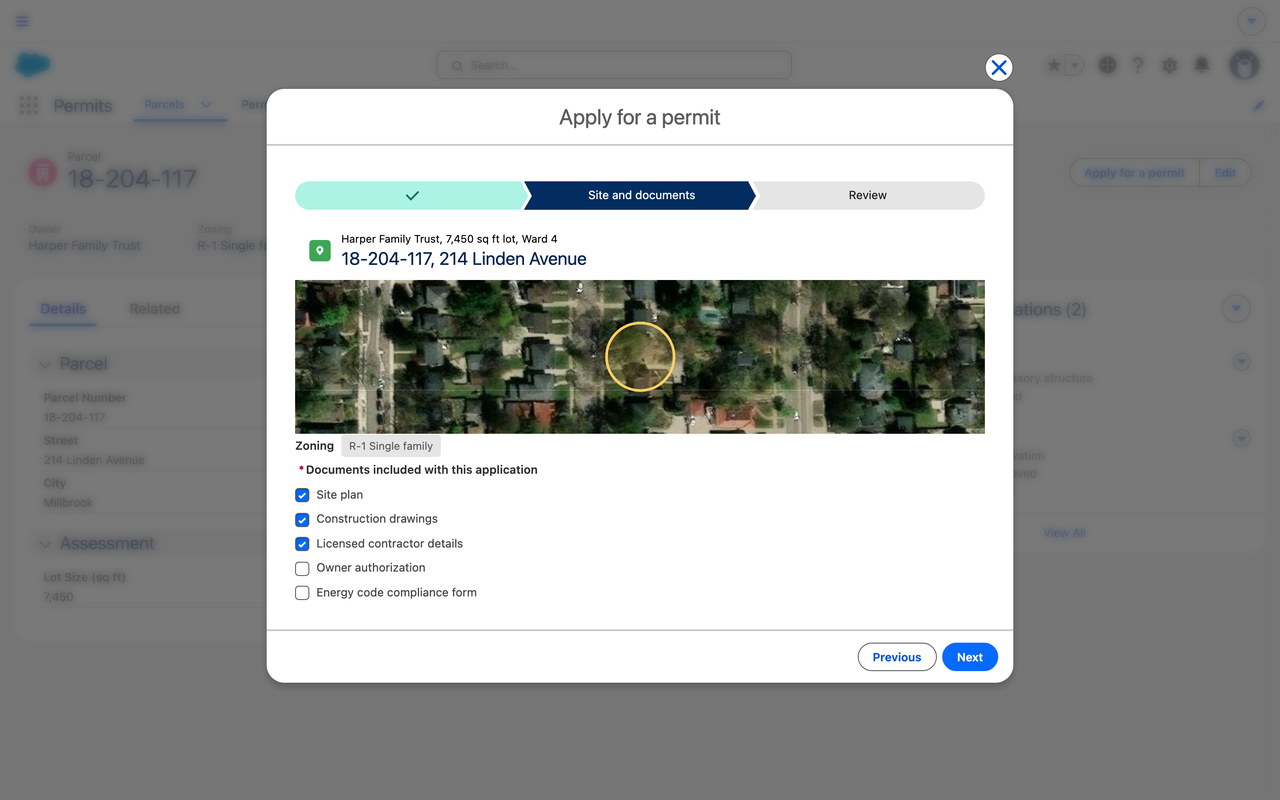 Search...
Permits
Parcels
Apply for a permit
Parcel
18-204-117
Apply for a permit
Edit
Site and documents
Review
Owner
Harper Family Trust
Zoning
R-1 Single
Harper Family Trust, 7,450 sq ft lot, Ward 4
18-204-117, 214 Linden Avenue
Details
Related
(2)
Parcel
Parcel Number
18-204-117
Street
214 Linden Avenue
City
Millbrook
structure
Zoning
R-1 Single family
*Documents included with this application
Site plan
Construction drawings
Licensed contractor details
Owner authorization
Energy code compliance form
View All
Assessment
Lot Size (sq ft)
7,450
Previous
Next